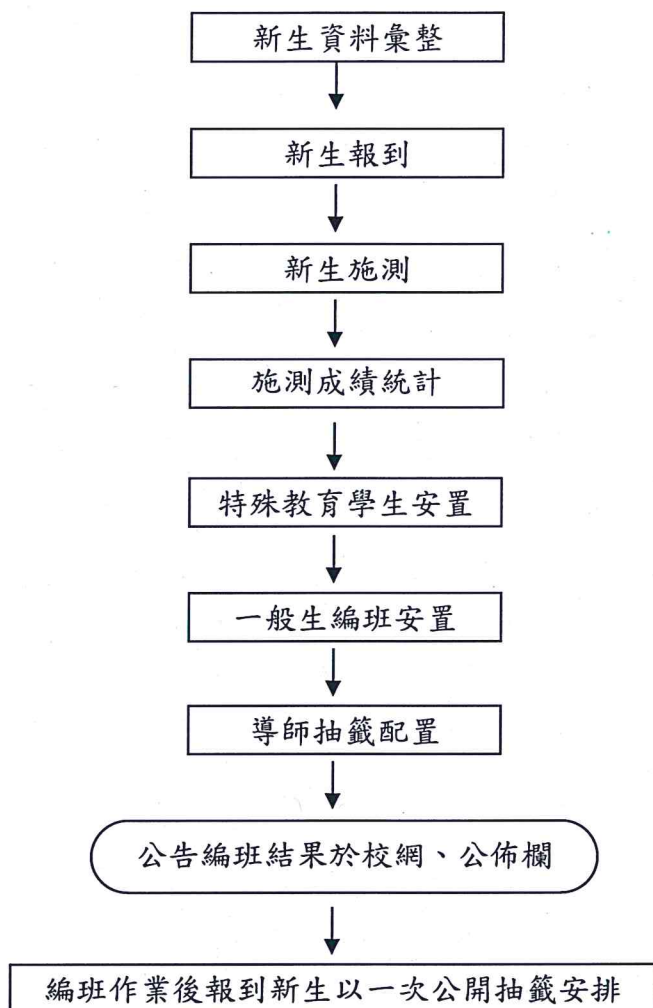 新生資料彙整
新生報到
新生施測
施測成績統計
特殊教育學生安置
一般生編班安置
導師抽籤配置
公告編班結果於校網、公佈欄
編班作業後報到新生以一次公開抽籤安排